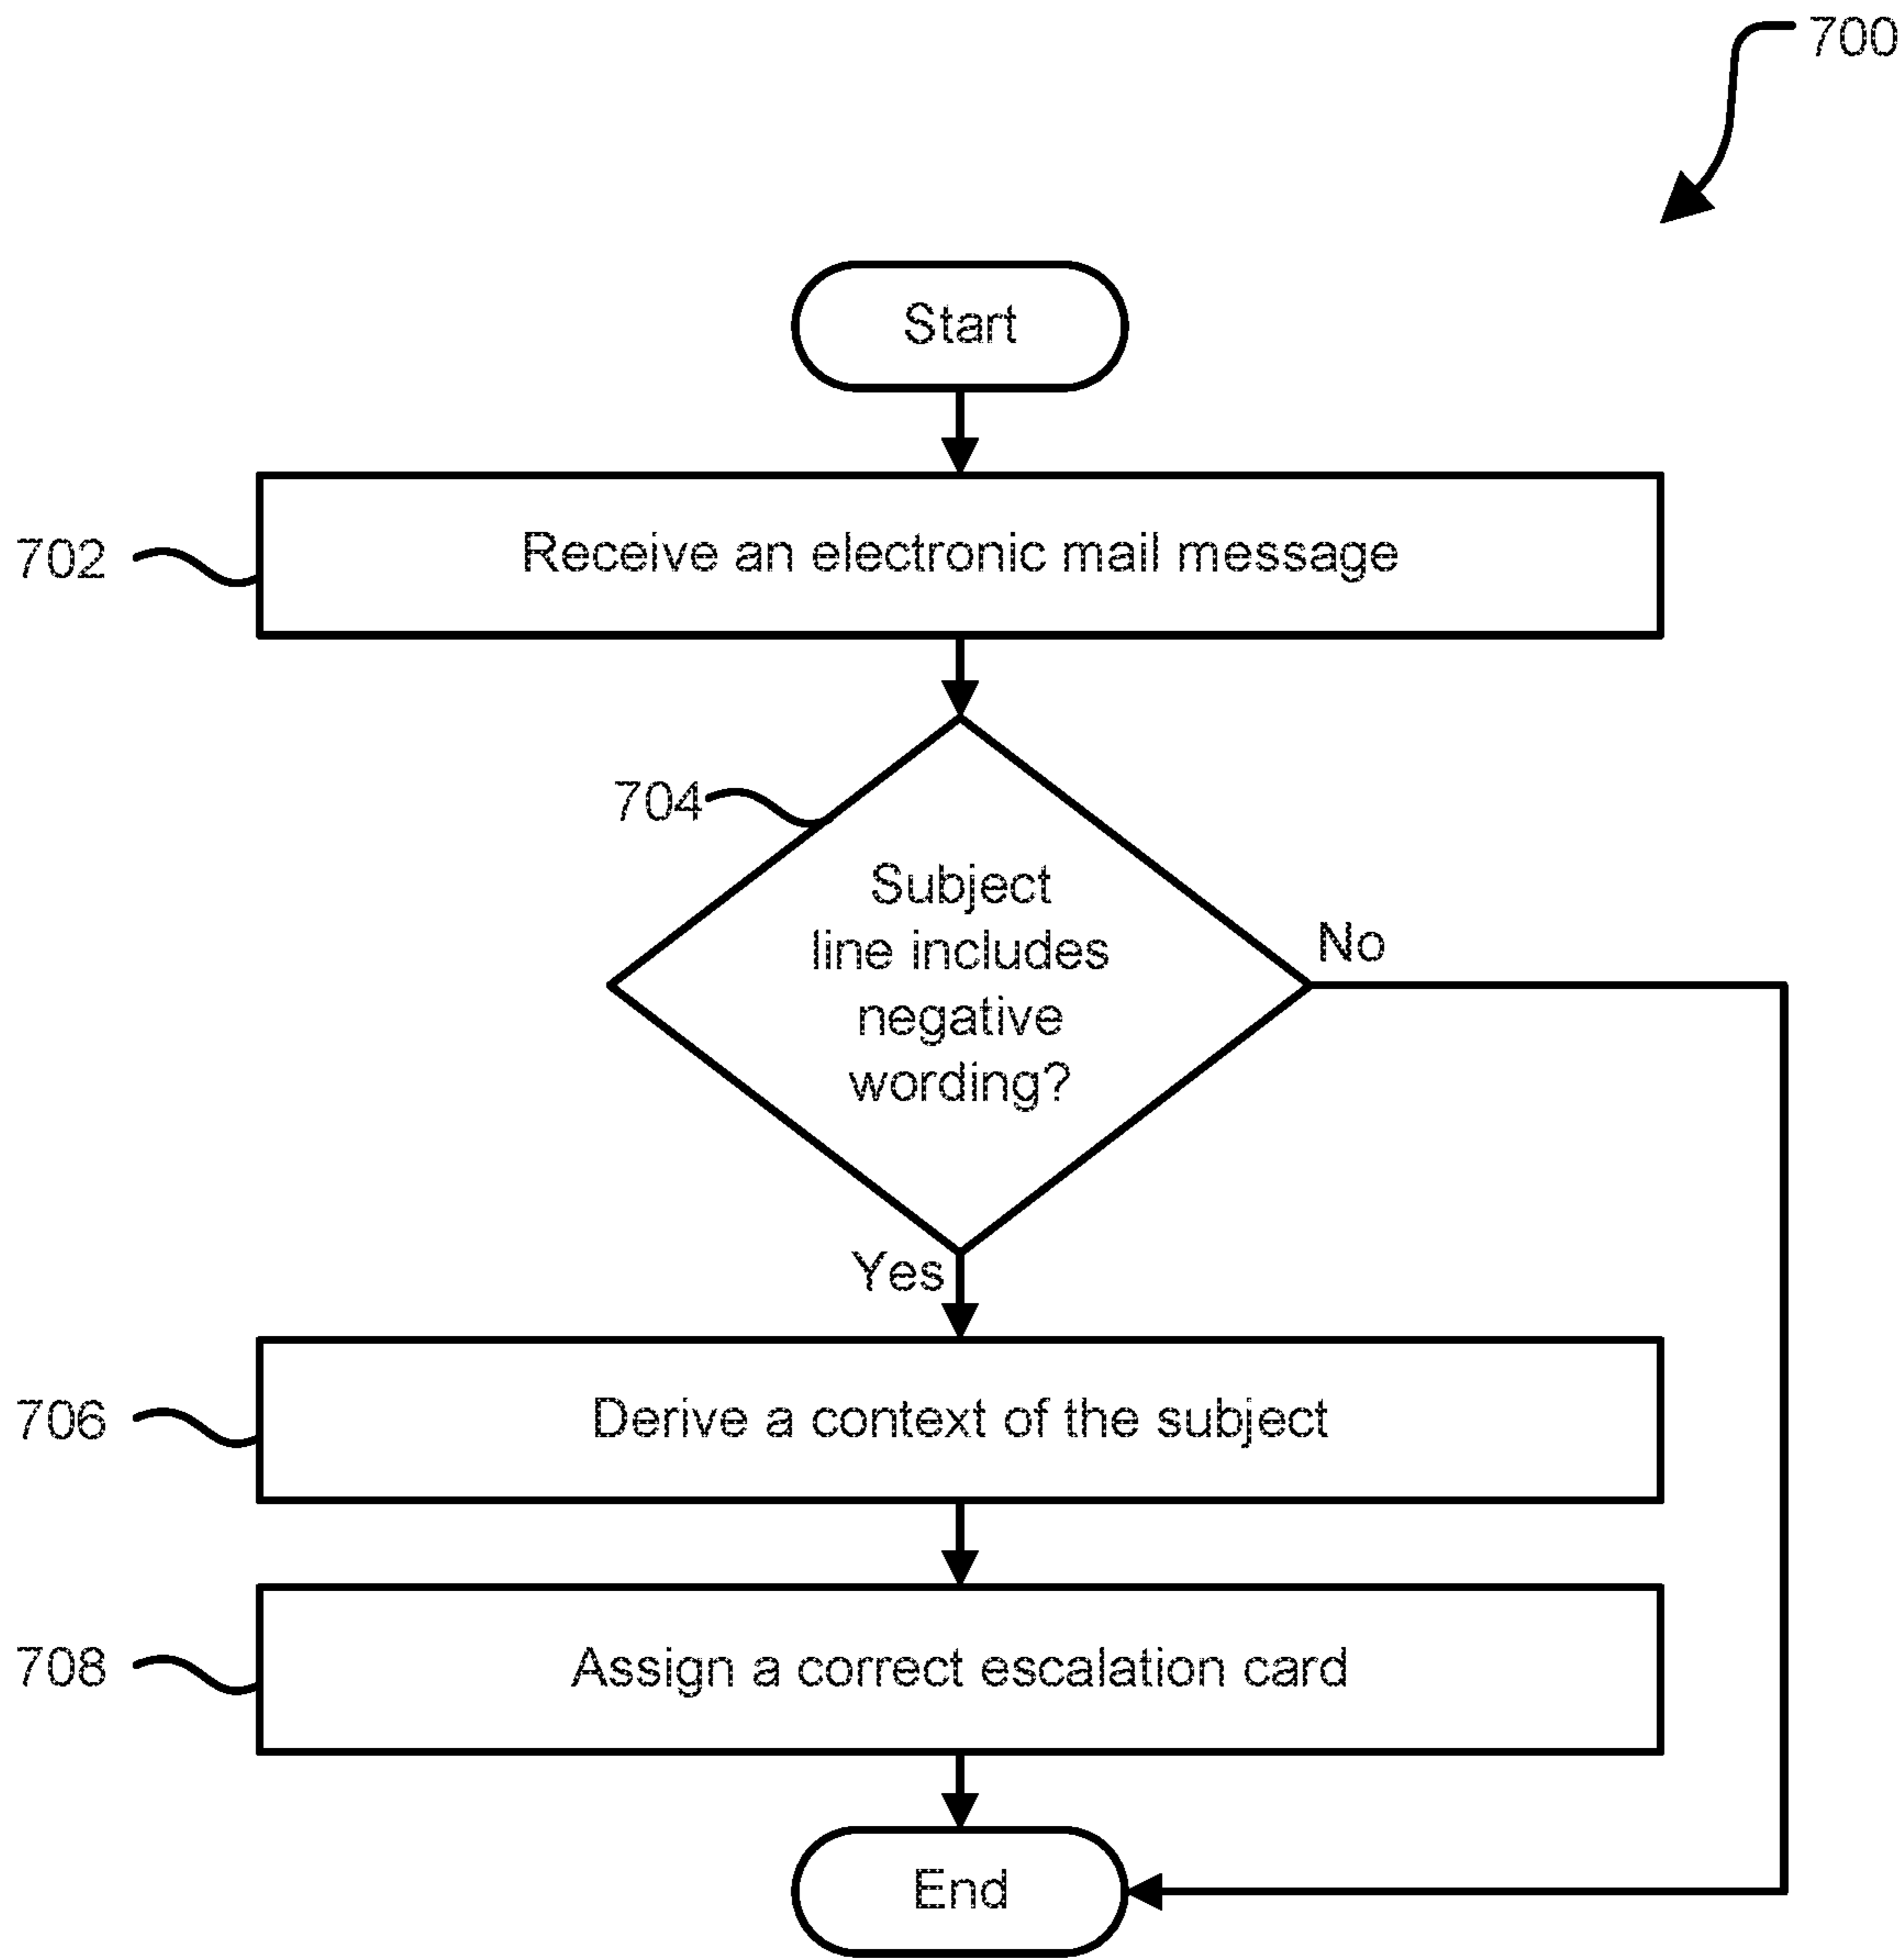 700
Start
702
Receive an electronic mail message
704
Subject
line includes
negative
wording?
No
Yes
706
Derive a context of the subject
708
Assign a correct escalation card
End